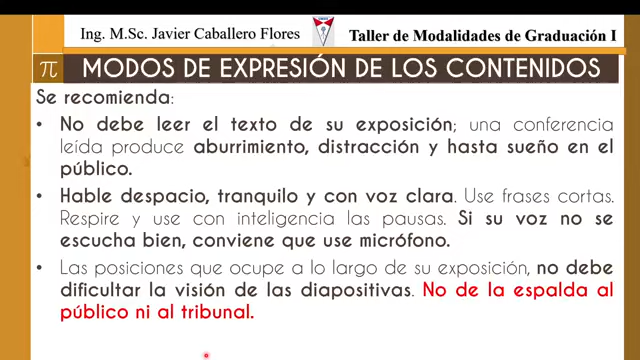 Ing. M.Sc. Javier Caballero Flores
Taller de Modalidades de Graduación I
π MODOS DE EXPRESIÓN DE LOS CONTENIDOS
Se recomienda:
• No debe leer el texto de su exposición; una conferencia
leída produce aburrimiento, distracción y hasta sueño en el
público.
• Hable despacio, tranquilo y con voz clara. Use frases cortas.
Respire y use con inteligencia las pausas. Si su voz no se
escucha bien, conviene que use micrófono.
• Las posiciones que ocupe a lo largo de su exposición, no debe
dificultar la visión de las diapositivas. No de la espalda al
público ni al tribunal.